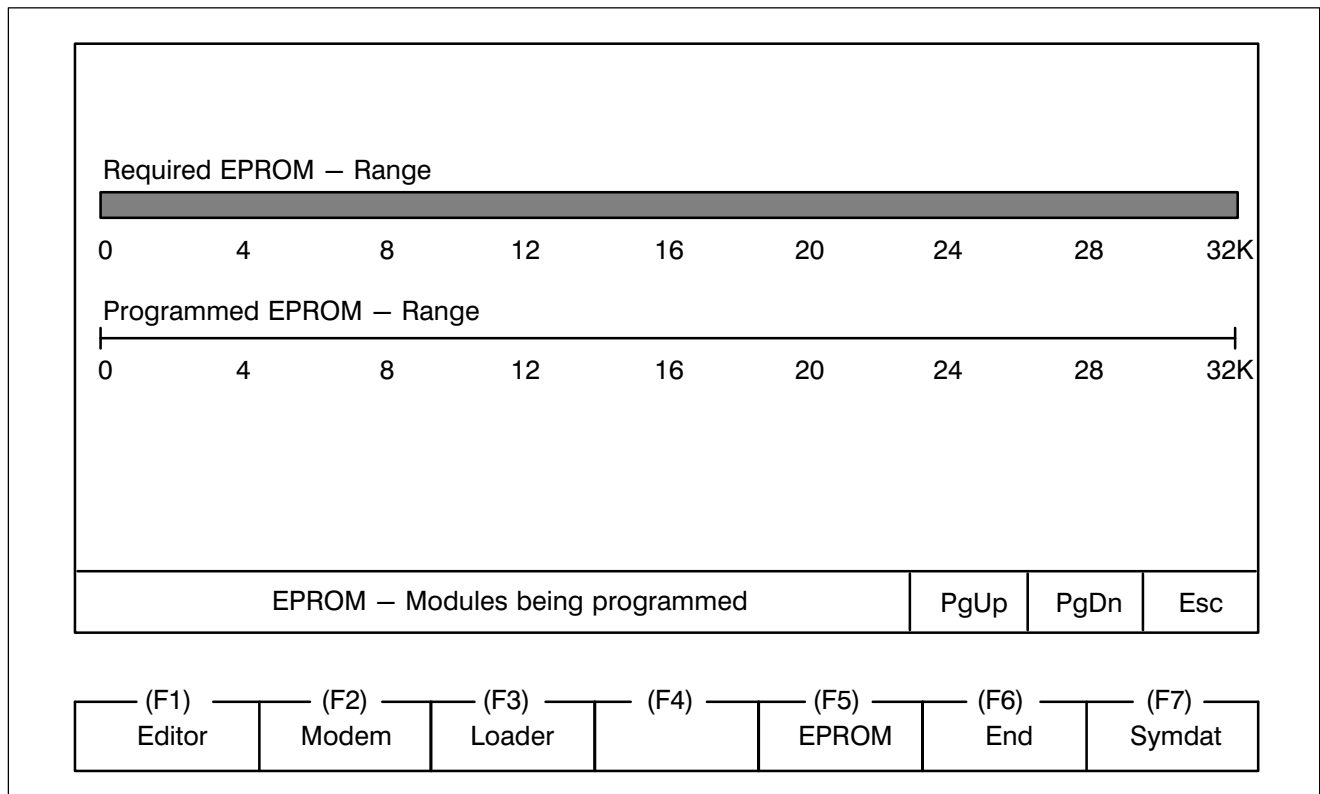 Required EPROM – Range
0 4 8 12 16 20 24 28 32K
Programmed EPROM – Range
0 4 8 12 16 20 24 28 32K
EPROM – Modules being programmed PgUp PgDn Esc
(F1) (F2) (F3) (F4) (F5) (F6) (F7)
Editor Modem Loader EPROM End Symdat